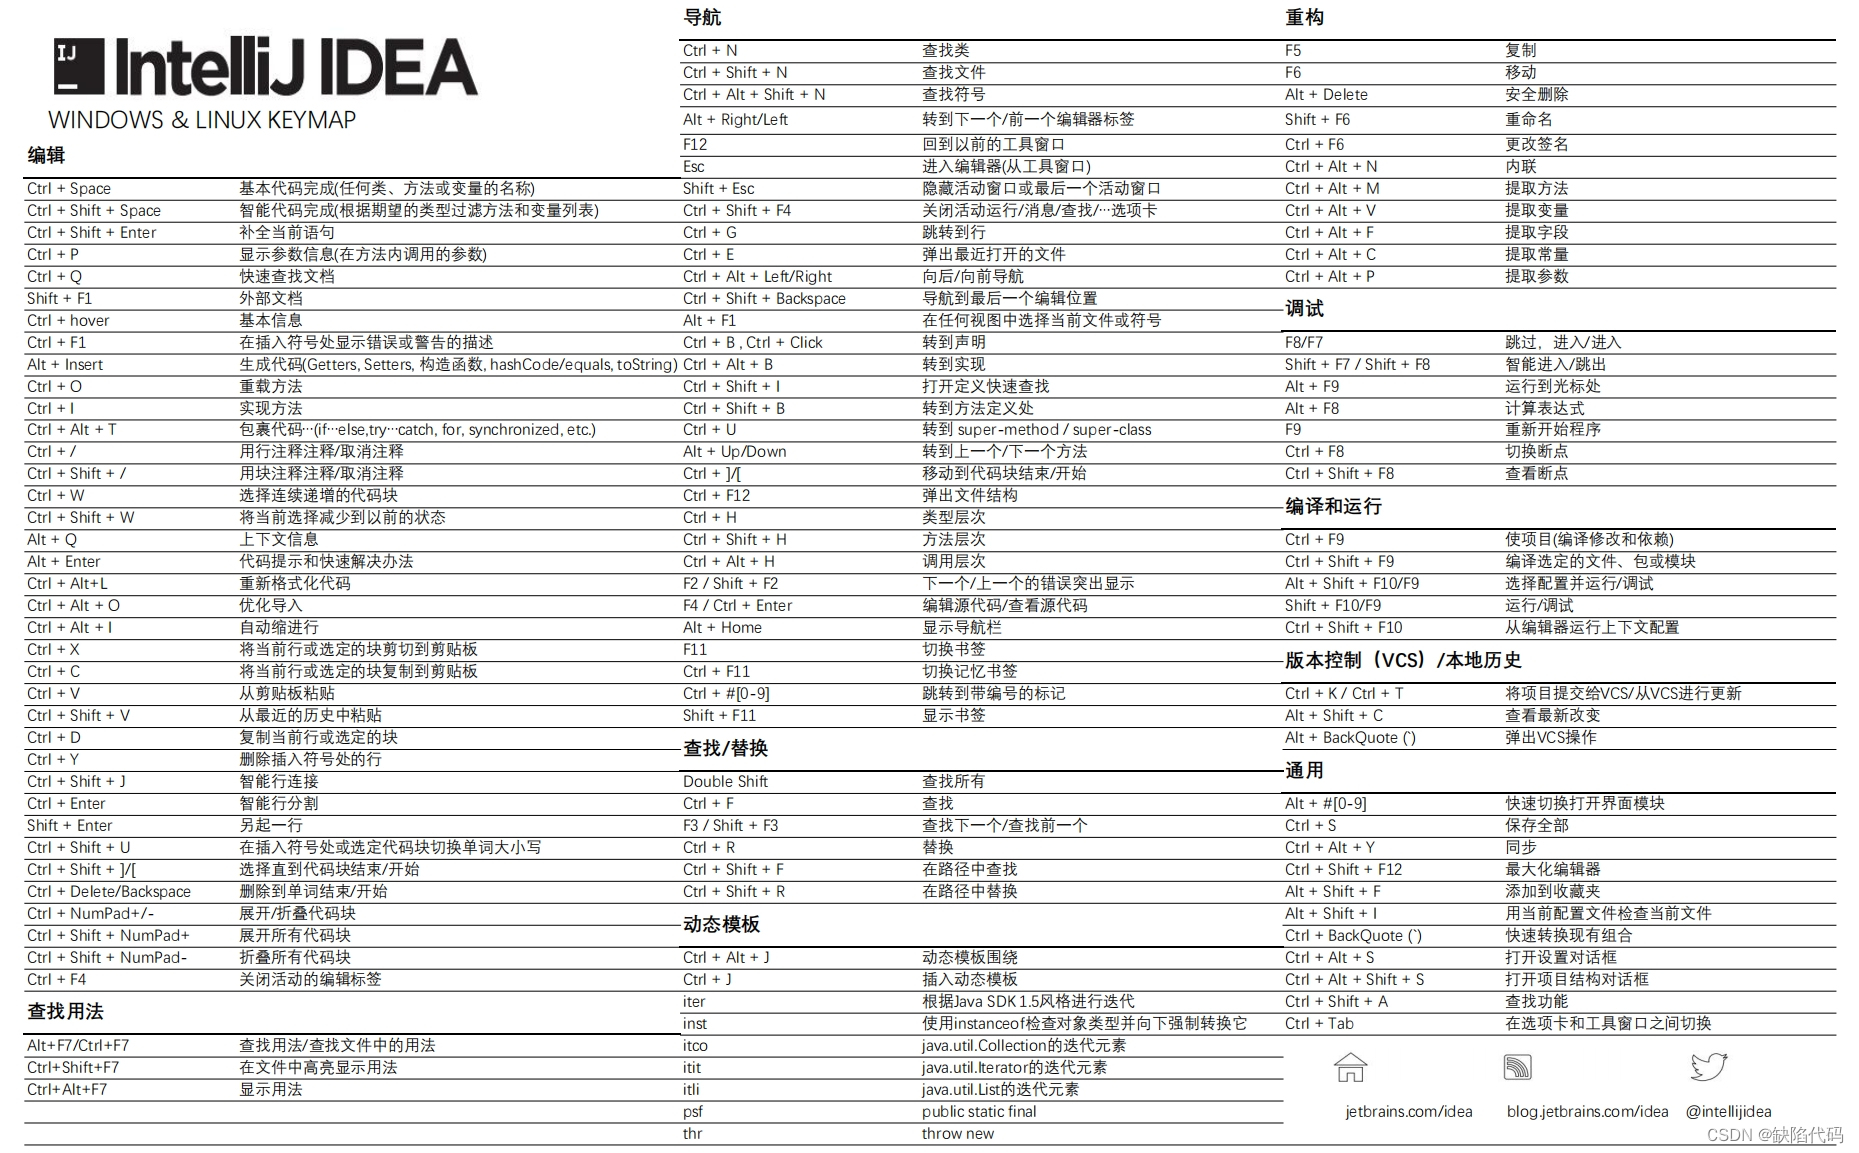 IJ IntelliJ IDEA
WINDOWS & LINUX KEYMAP
编辑
Ctrl + Space 基本代码完成(任何类、方法或变量的名称)
Ctrl + Shift + Space 智能代码完成(根据期望的类型过滤方法和变量列表)
Ctrl + Shift + Enter 补全当前语句
Ctrl + P 显示参数信息(在方法内调用的参数)
Ctrl + Q 快速查找文档
Shift + F1 外部文档
Ctrl + hover 基本信息
Ctrl + F1 在插入符号处显示错误或警告的描述
Alt + Insert 生成代码(Getters, Setters, 构造函数, hashCode/equals, toString)
Ctrl + O 重载方法
Ctrl + I 实现方法
Ctrl + Alt + T 包裹代码…(if…else,try…catch, for, synchronized, etc.)
Ctrl + / 用行注释注释/取消注释
Ctrl + Shift + / 用块注释注释/取消注释
Ctrl + W 选择连续递增的代码块
Ctrl + Shift + W 将当前选择减少到以前的状态
Alt + Q 上下文信息
Alt + Enter 代码提示和快速解决办法
Ctrl + Alt+L 重新格式化代码
Ctrl + Alt + O 优化导入
Ctrl + Alt + I 自动缩进行
Ctrl + X 将当前行或选定的块剪切到剪贴板
Ctrl + C 将当前行或选定的块复制到剪贴板
Ctrl + V 从剪贴板粘贴
Ctrl + Shift + V 从最近的历史中粘贴
Ctrl + D 复制当前行或选定的块
Ctrl + Y 删除插入符号处的行
Ctrl + Shift + J 智能行连接
Ctrl + Enter 智能行分割
Shift + Enter 另起一行
Ctrl + Shift + U 在插入符号处或选定代码块切换单词大小写
Ctrl + Shift + ]/[ 选择直到代码块结束/开始
Ctrl + Delete/Backspace 删除到单词结束/开始
Ctrl + NumPad+/- 展开/折叠代码块
Ctrl + Shift + NumPad+ 展开所有代码块
Ctrl + Shift + NumPad- 折叠所有代码块
Ctrl + F4 关闭活动的编辑标签
查找用法
Alt+F7/Ctrl+F7 查找用法/查找文件中的用法
Ctrl+Shift+F7 在文件中高亮显示用法
Ctrl+Alt+F7 显示用法
导航
Ctrl + N 查找类
Ctrl + Shift + N 查找文件
Ctrl + Alt + Shift + N 查找符号
Alt + Right/Left 转到下一个/前一个编辑器标签
F12 回到以前的工具窗口
Esc 进入编辑器(从工具窗口)
Shift + Esc 隐藏活动窗口或最后一个活动窗口
Ctrl + Shift + F4 关闭活动运行/消息/查找/…选项卡
Ctrl + G 跳转到行
Ctrl + E 弹出最近打开的文件
Ctrl + Alt + Left/Right 向后/向前导航
Ctrl + Shift + Backspace 导航到最后一个编辑位置
Alt + F1 在任何视图中选择当前文件或符号
Ctrl + B , Ctrl + Click 转到声明
Ctrl + Alt + B 转到实现
Ctrl + Shift + I 打开定义快速查找
Ctrl + Shift + B 转到方法定义处
Ctrl + U 转到 super-method / super-class
Alt + Up/Down 转到上一个/下一个方法
Ctrl + ]/[ 移动到代码块结束/开始
Ctrl + F12 弹出文件结构
Ctrl + H 类型层次
Ctrl + Shift + H 方法层次
Ctrl + Alt + H 调用层次
F2 / Shift + F2 下一个/上一个的错误突出显示
F4 / Ctrl + Enter 编辑源代码/查看源代码
Alt + Home 显示导航栏
F11 切换书签
Ctrl + F11 切换记忆书签
Ctrl + #[0-9] 跳转到带编号的标记
Shift + F11 显示书签
查找/替换
Double Shift 查找所有
Ctrl + F 查找
F3 / Shift + F3 查找下一个/查找前一个
Ctrl + R 替换
Ctrl + Shift + F 在路径中查找
Ctrl + Shift + R 在路径中替换
动态模板
Ctrl + Alt + J 动态模板围绕
Ctrl + J 插入动态模板
iter 根据Java SDK 1.5风格进行迭代
inst 使用instanceof检查对象类型并向下强制转换它
itco java.util.Collection的迭代元素
itit java.util.Iterator的迭代元素
itli java.util.List的迭代元素
psf public static final
thr throw new
重构
F5 复制
F6 移动
Alt + Delete 安全删除
Shift + F6 重命名
Ctrl + F6 更改签名
Ctrl + Alt + N 内联
Ctrl + Alt + M 提取方法
Ctrl + Alt + V 提取变量
Ctrl + Alt + F 提取字段
Ctrl + Alt + C 提取常量
Ctrl + Alt + P 提取参数
调试
F8/F7 跳过，进入/进入
Shift + F7 / Shift + F8 智能进入/跳出
Alt + F9 运行到光标处
Alt + F8 计算表达式
F9 重新开始程序
Ctrl + F8 切换断点
Ctrl + Shift + F8 查看断点
编译和运行
Ctrl + F9 使项目(编译修改和依赖)
Ctrl + Shift + F9 编译选定的文件、包或模块
Alt + Shift + F10/F9 选择配置并运行/调试
Shift + F10/F9 运行/调试
Ctrl + Shift + F10 从编辑器运行上下文配置
版本控制（VCS）/本地历史
Ctrl + K / Ctrl + T 将项目提交给VCS/从VCS进行更新
Alt + Shift + C 查看最新改变
Alt + BackQuote (`) 弹出VCS操作
通用
Alt + #[0-9] 快速切换打开界面模块
Ctrl + S 保存全部
Ctrl + Alt + Y 同步
Ctrl + Shift + F12 最大化编辑器
Alt + Shift + F 添加到收藏夹
Alt + Shift + I 用当前配置文件检查当前文件
Ctrl + BackQuote (`) 快速转换现有组合
Ctrl + Alt + S 打开设置对话框
Ctrl + Alt + Shift + S 打开项目结构对话框
Ctrl + Shift + A 查找功能
Ctrl + Tab 在选项卡和工具窗口之间切换
jetbrains.com/idea blog.jetbrains.com/idea @intellijidea
CSDN @缺陷代码